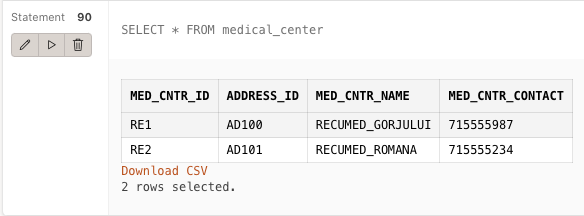 Statement 90
SELECT * FROM medical_center
MED_CNTR_ID ADDRESS_ID MED_CNTR_NAME MED_CNTR_CONTACT
RE1 AD100 RECUMED_GORJULUI 715555987
RE2 AD101 RECUMED_ROMANA 715555234
Download CSV
2 rows selected.